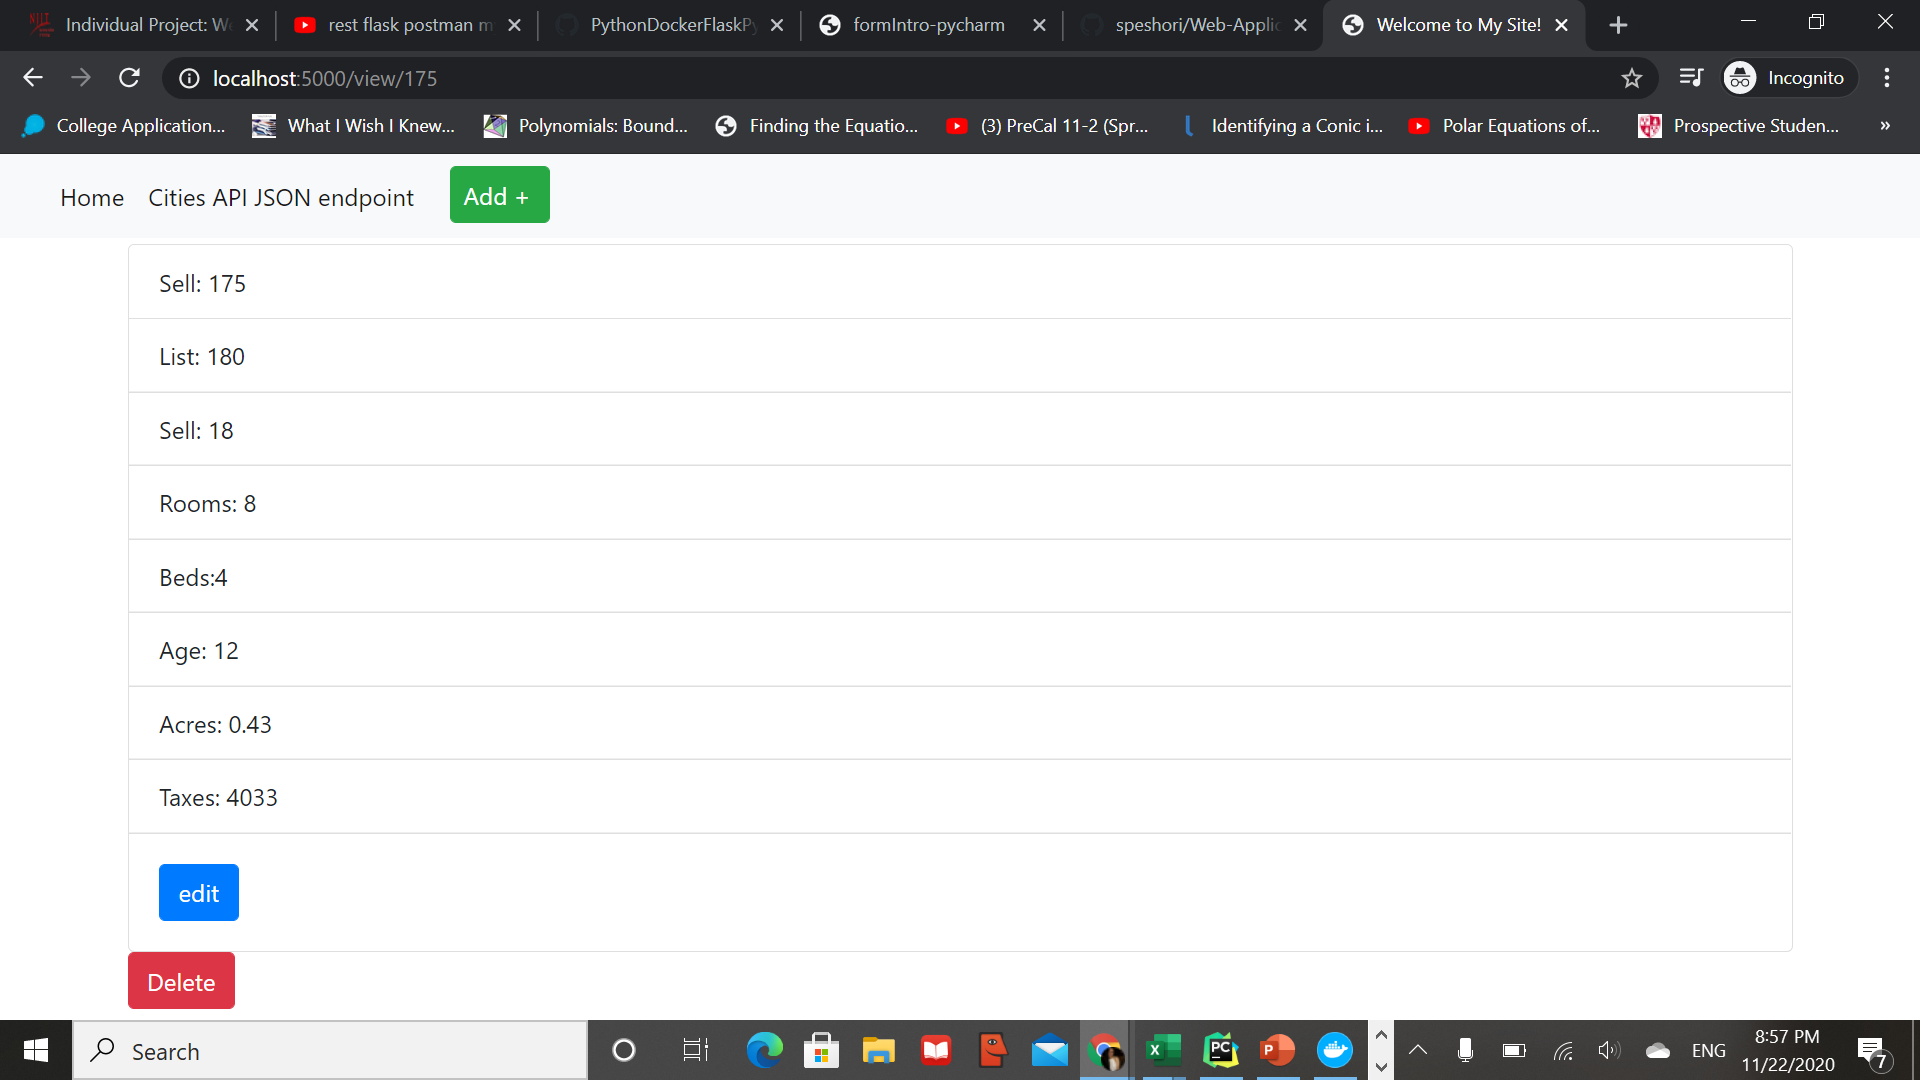 Individual Project: We
rest flask postman m
PythonDockerFlaskPy
formIntro-pycharm
speshori/Web-Applic
Welcome to My Site!
localhost:5000/view/175
Incognito
College Application...
What I Wish I Knew...
Polynomials: Bound...
Finding the Equatio...
(3) PreCal 11-2 (Spr...
Identifying a Conic i...
Polar Equations of...
Prospective Studen...
»
Home
Cities API JSON endpoint
Add +
Sell: 175
List: 180
Sell: 18
Rooms: 8
Beds:4
Age: 12
Acres: 0.43
Taxes: 4033
edit
Delete
Search
ENG
8:57 PM
11/22/2020
7